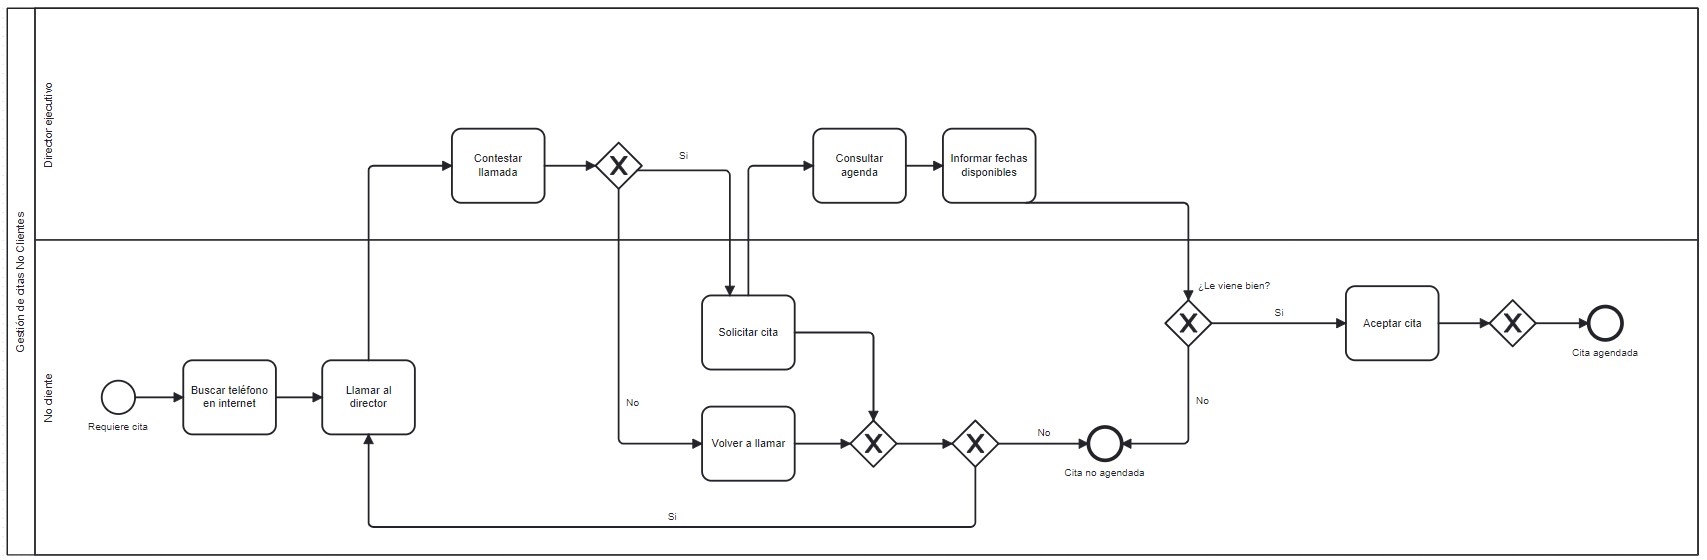 Gestión de citas No Clientes
Director ejecutivo
Contestar
llamada
Si
Consultar
agenda
Informar fechas
disponibles
No cliente
Requiere cita
Buscar teléfono
en internet
Llamar al
director
No
Solicitar cita
Volver a llamar
Si
No
Cita no agendada
¿Le viene bien?
Si
No
Aceptar cita
Cita agendada